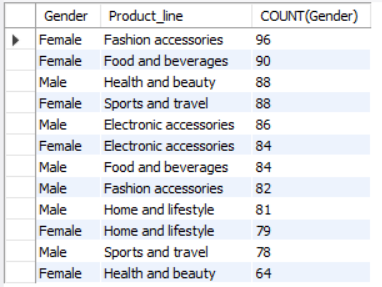 Gender Product_line COUNT(Gender)
Female Fashion accessories 96
Female Food and beverages 90
Male Health and beauty 88
Female Sports and travel 88
Male Electronic accessories 86
Female Electronic accessories 84
Male Food and beverages 84
Male Fashion accessories 82
Male Home and lifestyle 81
Female Home and lifestyle 79
Male Sports and travel 78
Female Health and beauty 64